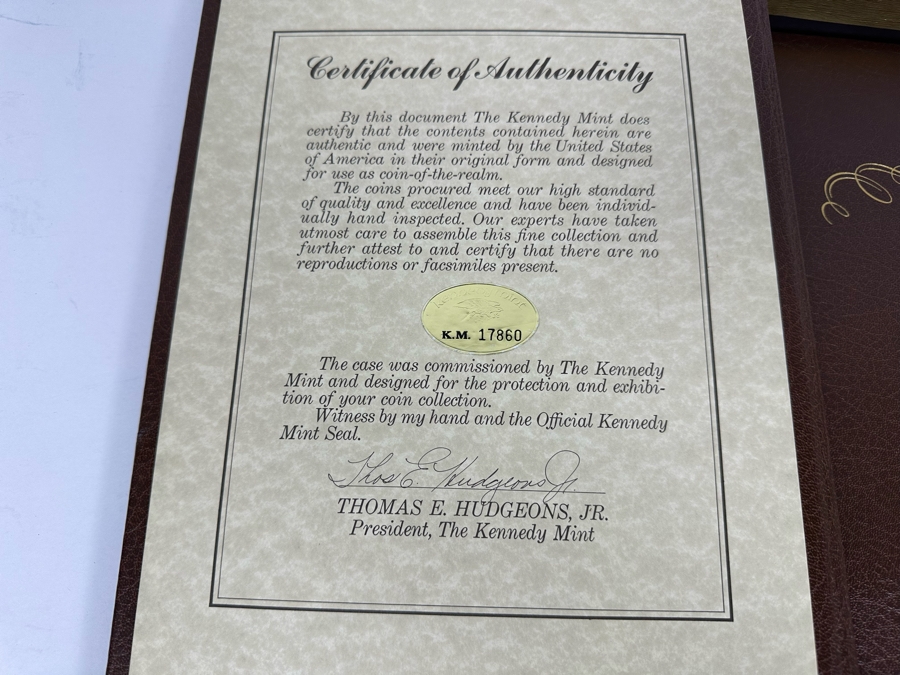 Certificate of Authenticity
By this document The Kennedy Mint does
certify that the contents contained herein are
authentic and were minted by the United States
of America in their original form and designed
for use as coin-of-the-realm.
The coins procured meet our high standard
of quality and excellence and have been individ-
ually hand inspected. Our experts have taken
utmost care to assemble this fine collection and
further attest to and certify that there are no
reproductions or facsimiles present.
K.M. 17860
The case was commissioned by The Kennedy
Mint and designed for the protection and exhibi-
tion of your coin collection.
Witness by my hand and the Official Kennedy
Mint Seal.
Thos E. Hudgeons Jr.
THOMAS E. HUDGEONS, JR.
President, The Kennedy Mint